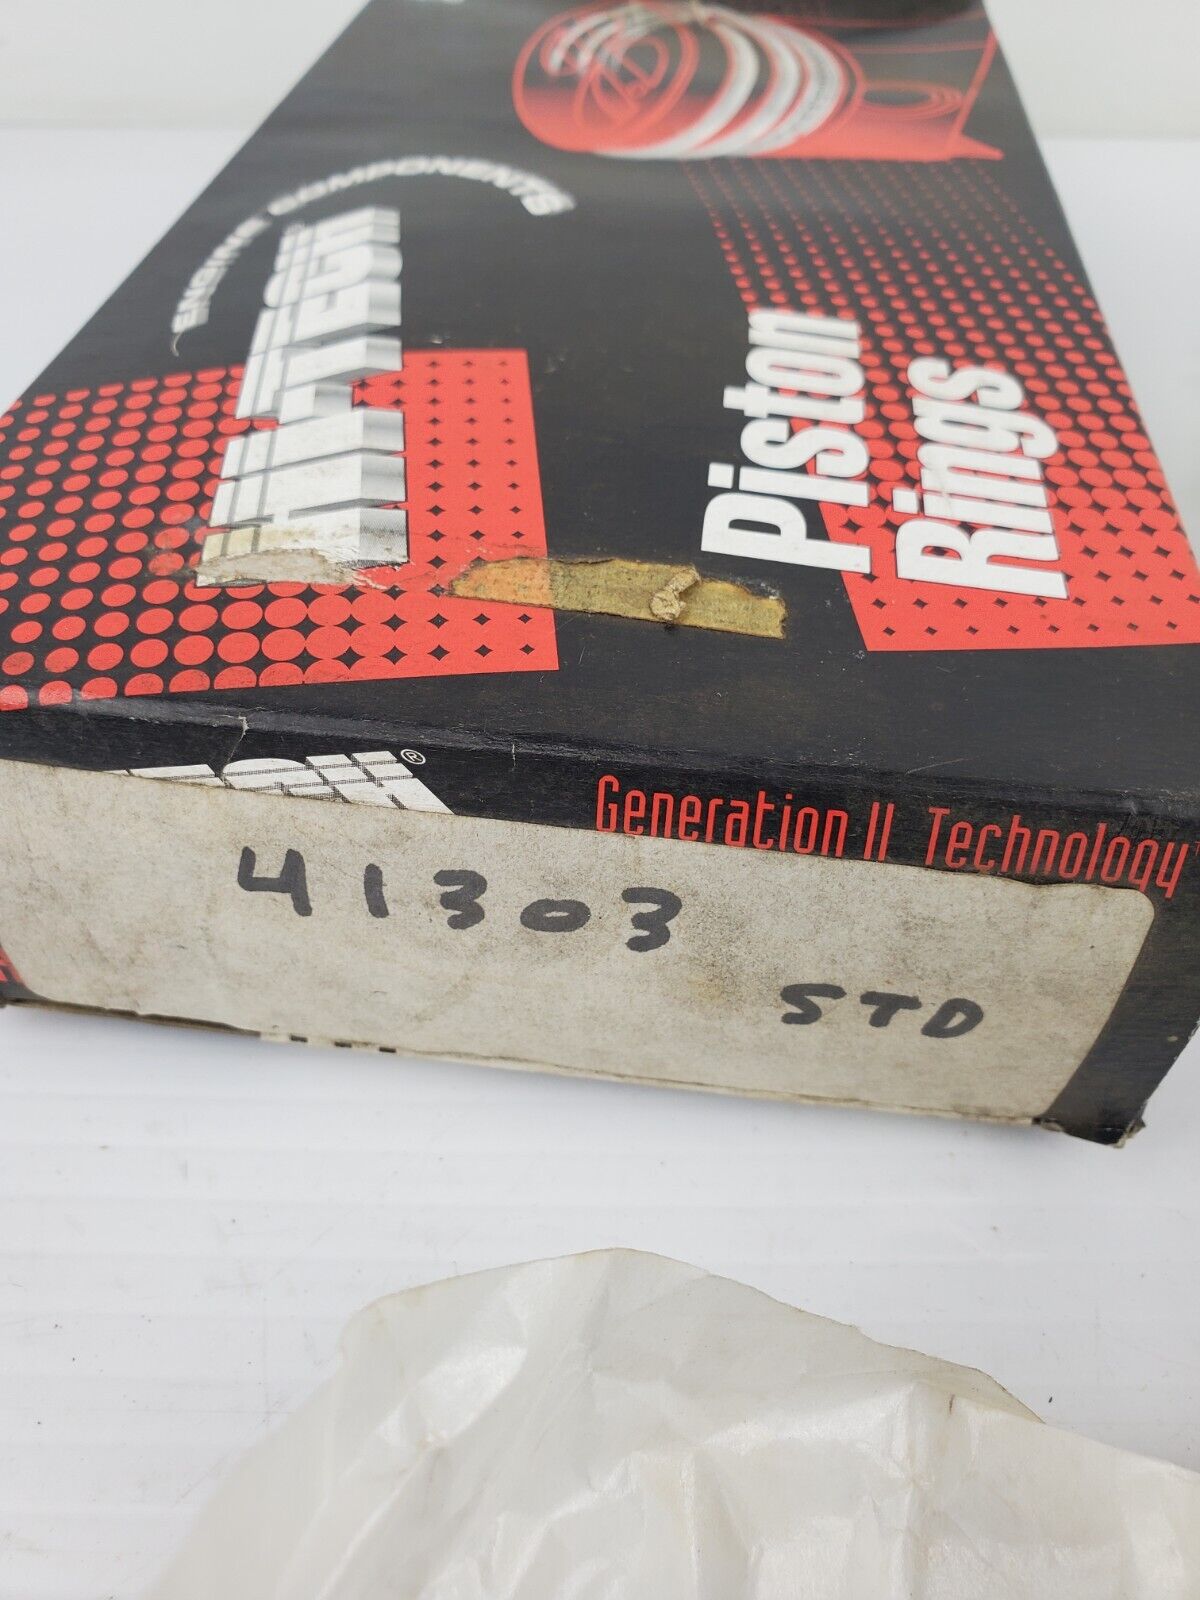 ENGINE COMPONENTS
HI-TECH
Piston
Rings
®
Generation II Technology
41303
STD